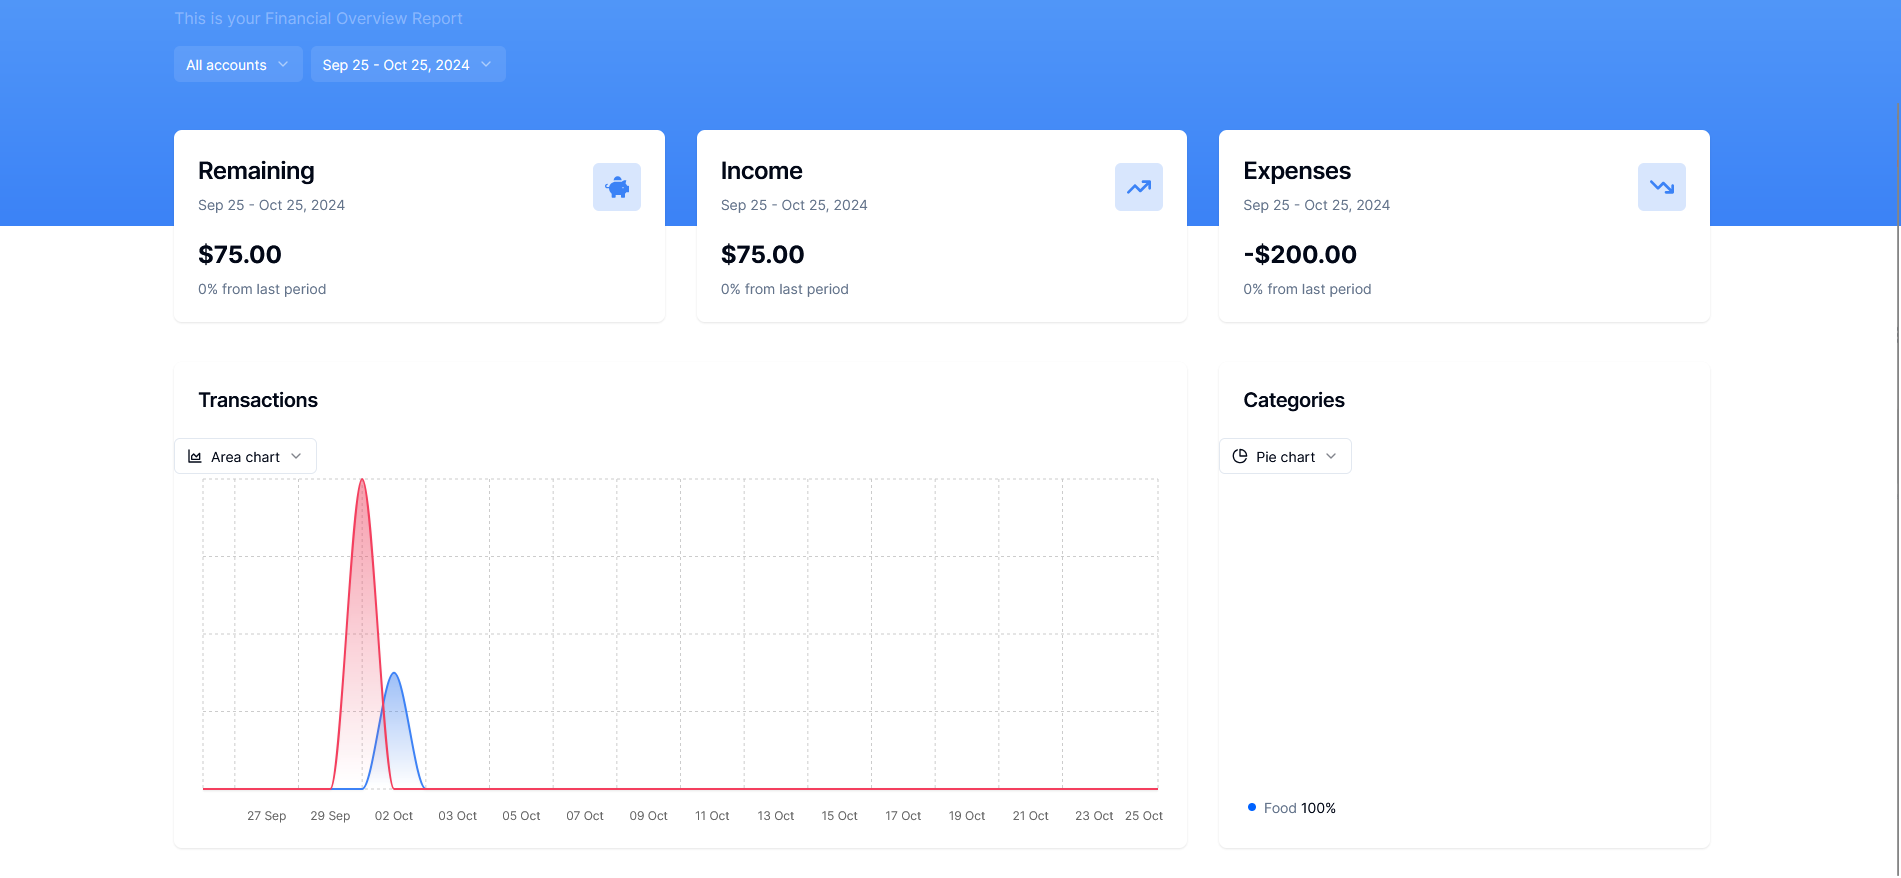 This is your Financial Overview Report
All accounts
Sep 25 - Oct 25, 2024
Remaining
Sep 25 - Oct 25, 2024
$75.00
0% from last period
Income
Sep 25 - Oct 25, 2024
$75.00
0% from last period
Expenses
Sep 25 - Oct 25, 2024
-$200.00
0% from last period
Transactions
Area chart
27 Sep 29 Sep 02 Oct 03 Oct 05 Oct 07 Oct 09 Oct 11 Oct 13 Oct 15 Oct 17 Oct 19 Oct 21 Oct 23 Oct 25 Oct
Categories
Pie chart
Food 100%